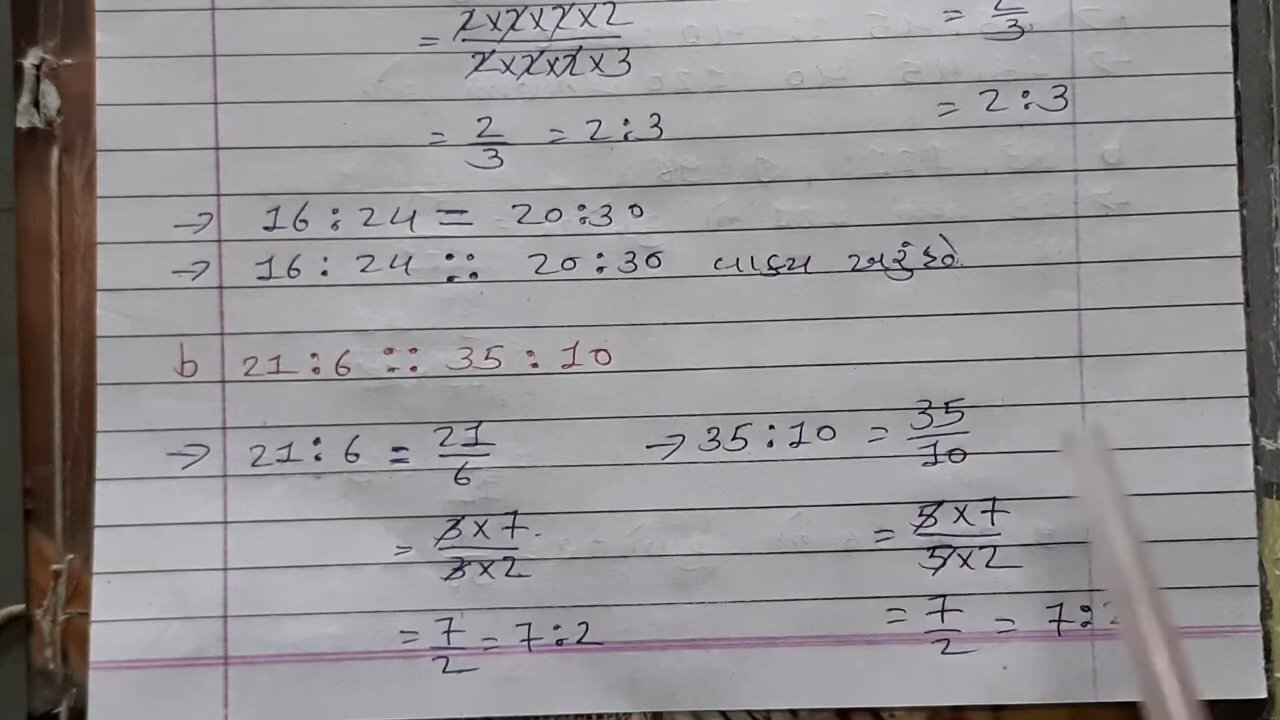 = 2×2×2×2 / 2×2×2×3
= 2/3
= 2/3 = 2:3
= 2:3
→ 16:24 = 20:30
→ 16:24 :: 20:30 વાક્ય ખરું છે.
b 21:6 :: 35:10
→ 21:6 = 21/6 → 35:10 = 35/10
= 3×7 / 3×2 = 5×7 / 5×2
= 7/2 = 7:2 = 7/2 = 7: